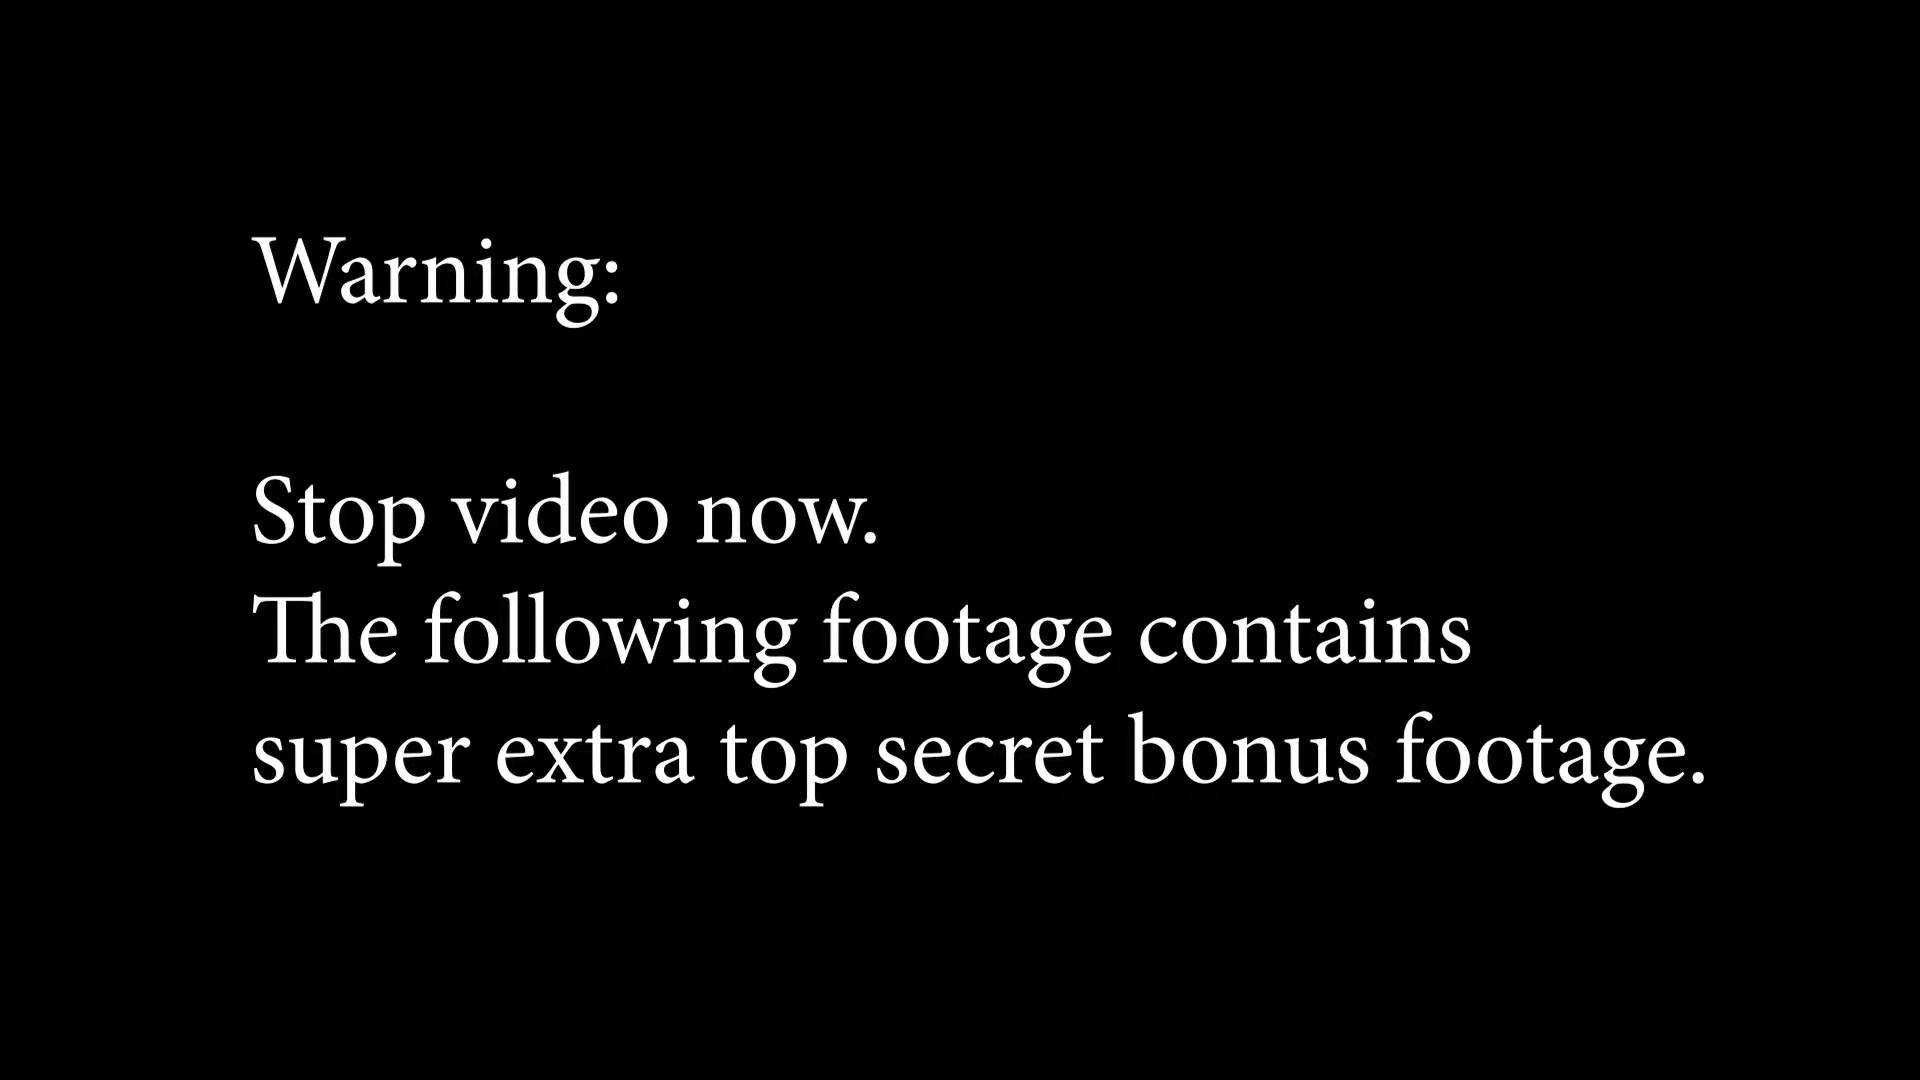 Warning:
Stop video now.
The following footage contains
super extra top secret bonus footage.